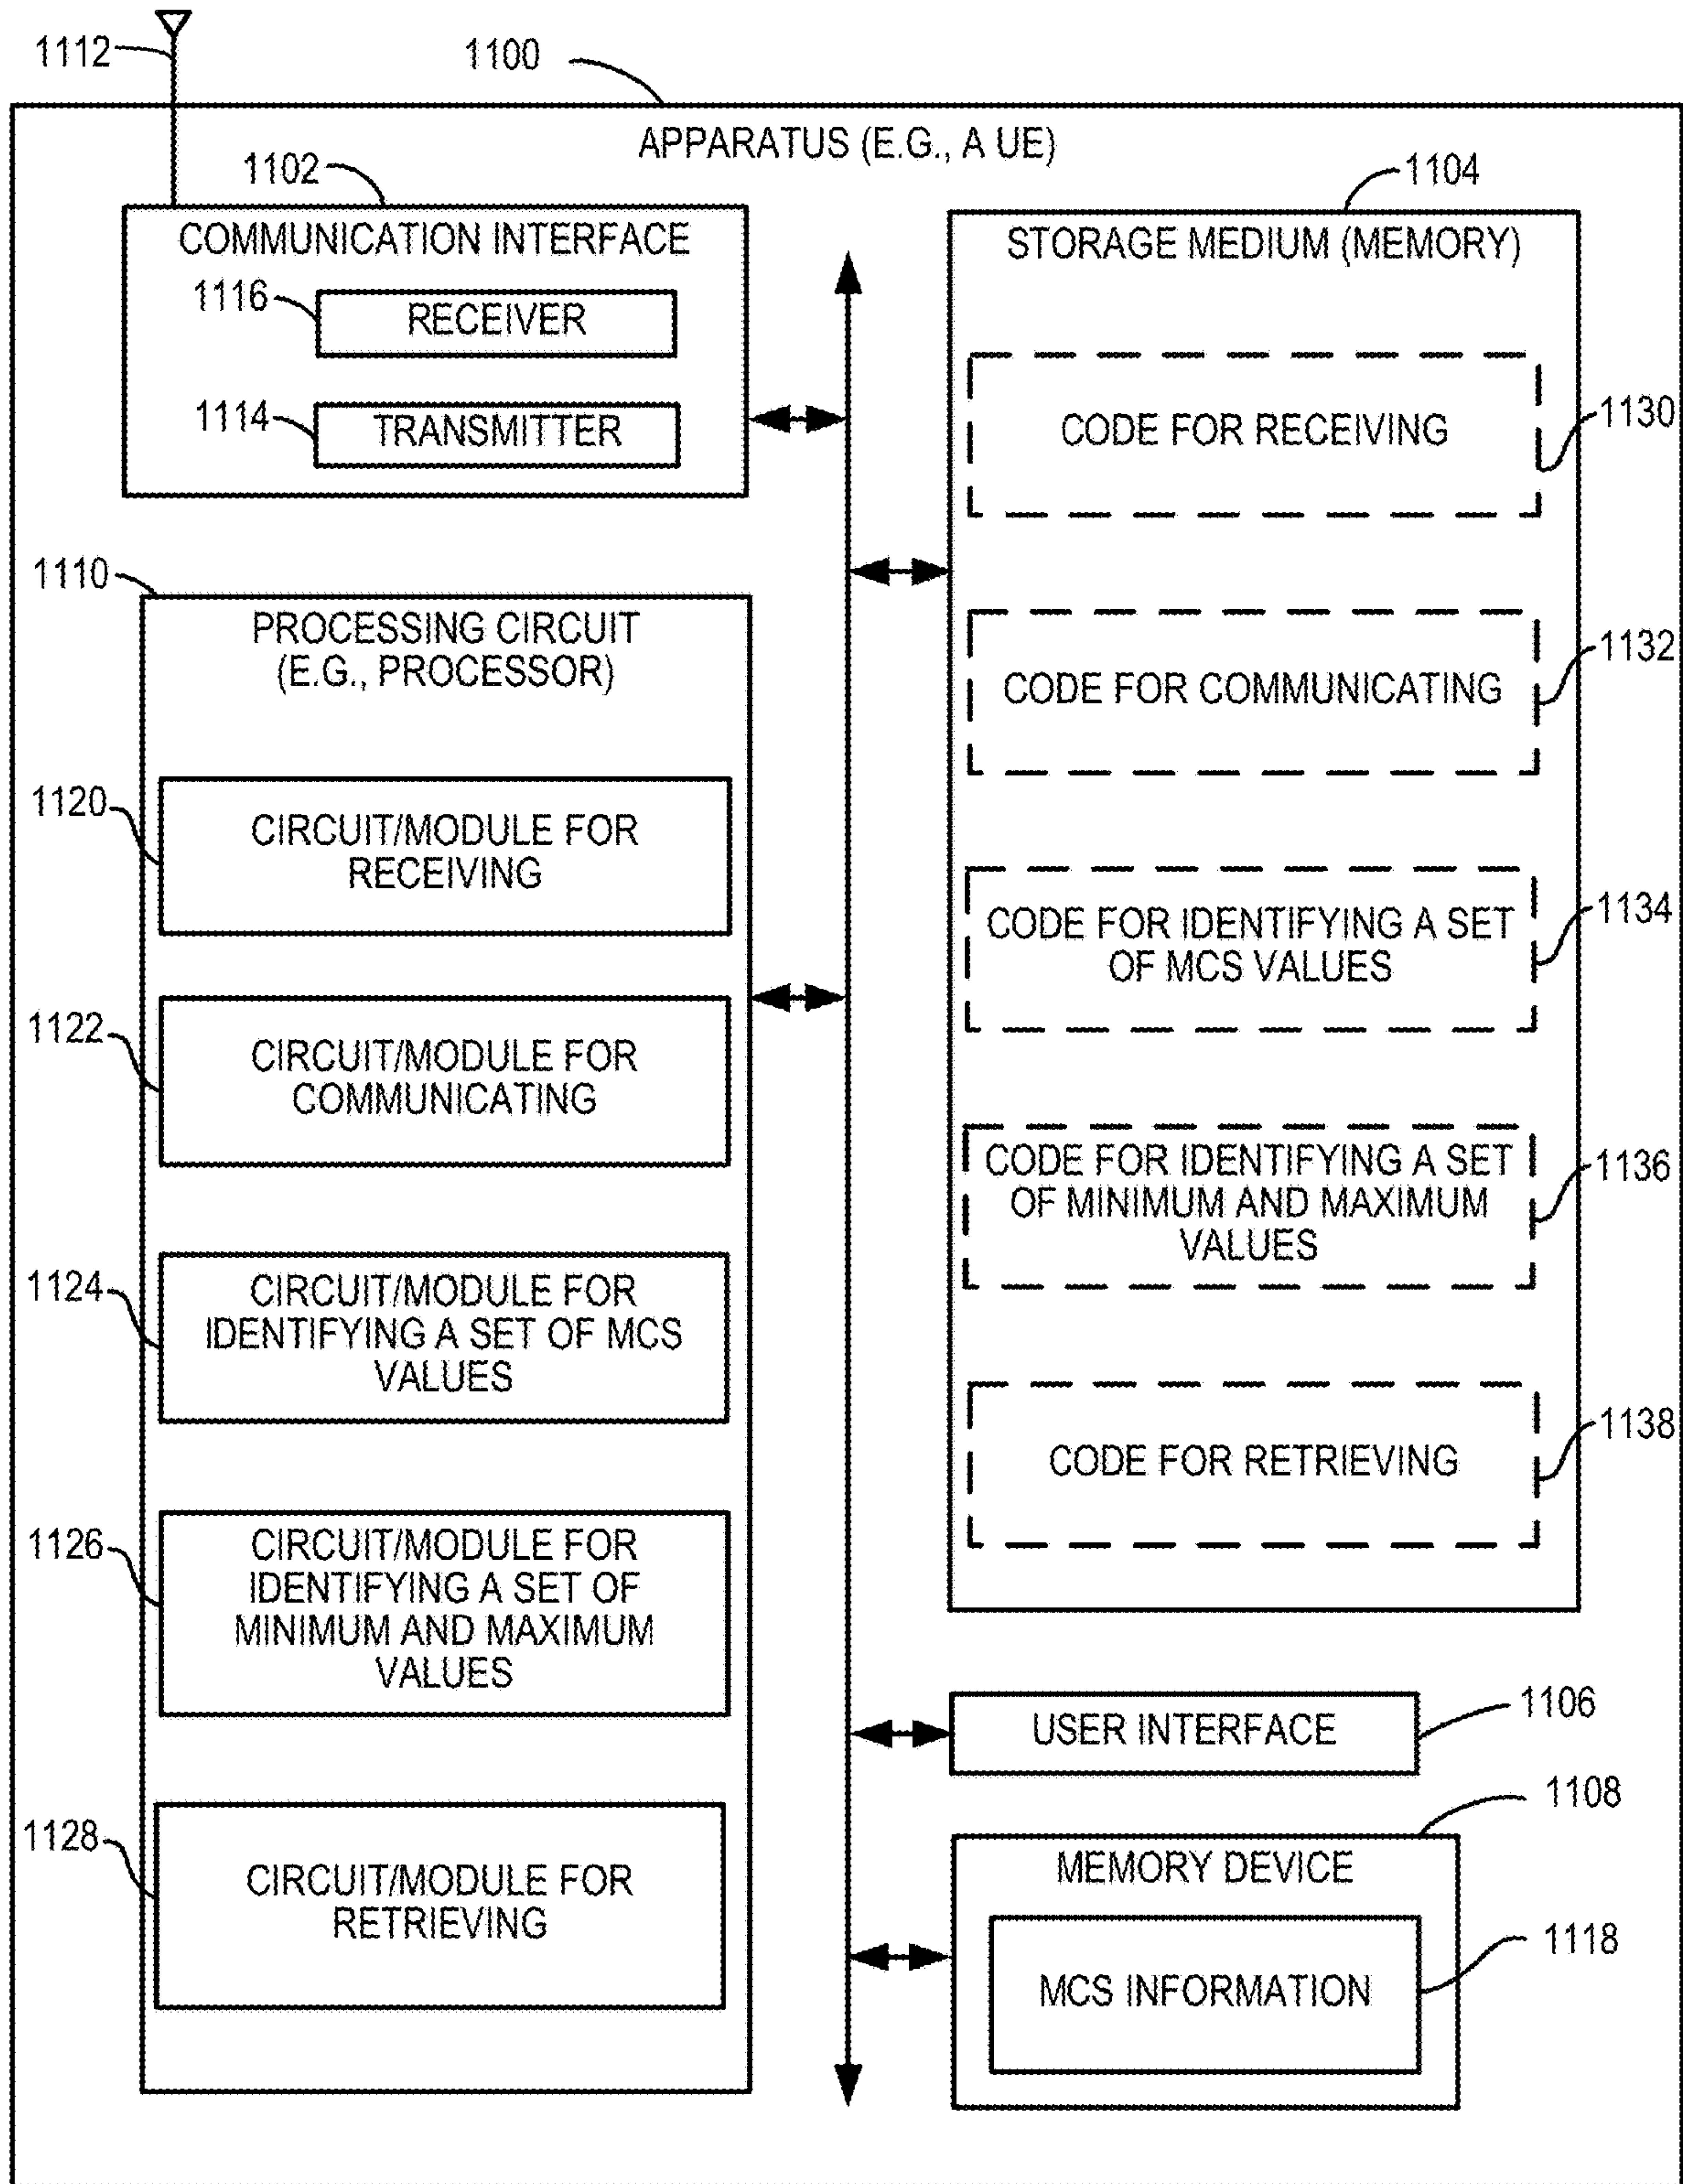 1112
1100
APPARATUS (E.G., A UE)
1102
COMMUNICATION INTERFACE
1116
RECEIVER
1114
TRANSMITTER
1110
PROCESSING CIRCUIT
(E.G., PROCESSOR)
1120
CIRCUIT/MODULE FOR
RECEIVING
1122
CIRCUIT/MODULE FOR
COMMUNICATING
1124
CIRCUIT/MODULE FOR
IDENTIFYING A SET OF MCS
VALUES
1126
CIRCUIT/MODULE FOR
IDENTIFYING A SET OF
MINIMUM AND MAXIMUM
VALUES
1128
CIRCUIT/MODULE FOR
RETRIEVING
1104
STORAGE MEDIUM (MEMORY)
CODE FOR RECEIVING
1130
CODE FOR COMMUNICATING
1132
CODE FOR IDENTIFYING A SET
OF MCS VALUES
1134
CODE FOR IDENTIFYING A SET
OF MINIMUM AND MAXIMUM
VALUES
1136
CODE FOR RETRIEVING
1138
USER INTERFACE
1106
1108
MEMORY DEVICE
MCS INFORMATION
1118